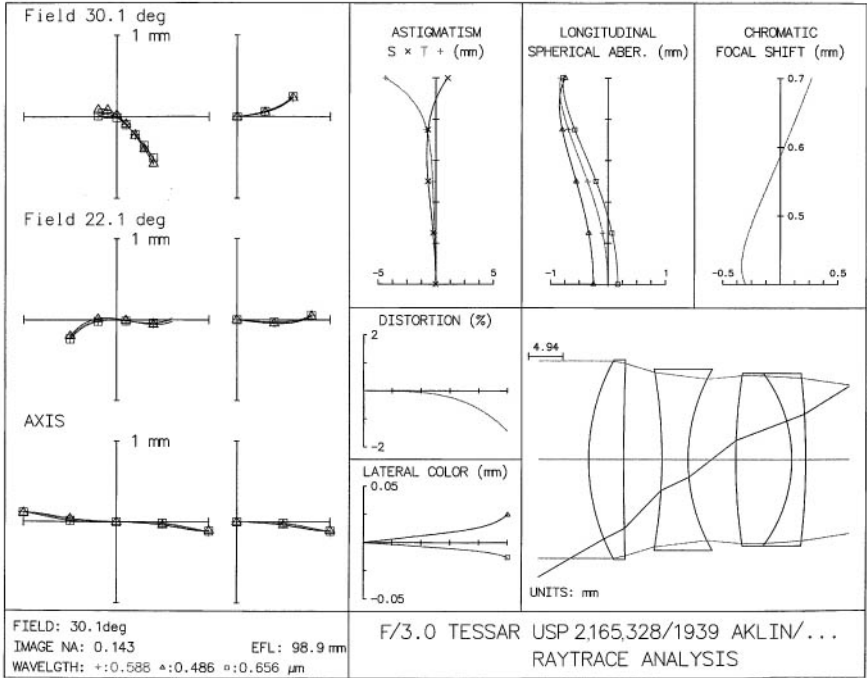 Field 30.1 deg
1 mm
Field 22.1 deg
1 mm
AXIS
1 mm
ASTIGMATISM
S × T + (mm)
-5
5
LONGITUDINAL
SPHERICAL ABER. (mm)
-1
1
CHROMATIC
FOCAL SHIFT (mm)
0.7
0.6
0.5
-0.5
0.5
DISTORTION (%)
2
-2
LATERAL COLOR (mm)
0.05
-0.05
4.94
UNITS: mm
FIELD: 30.1deg
IMAGE NA: 0.143 EFL: 98.9 mm
WAVELGTH: +:0.588 ▵:0.486 ▫:0.656 µm
F/3.0 TESSAR USP 2,165,328/1939 AKLIN/...
RAYTRACE ANALYSIS